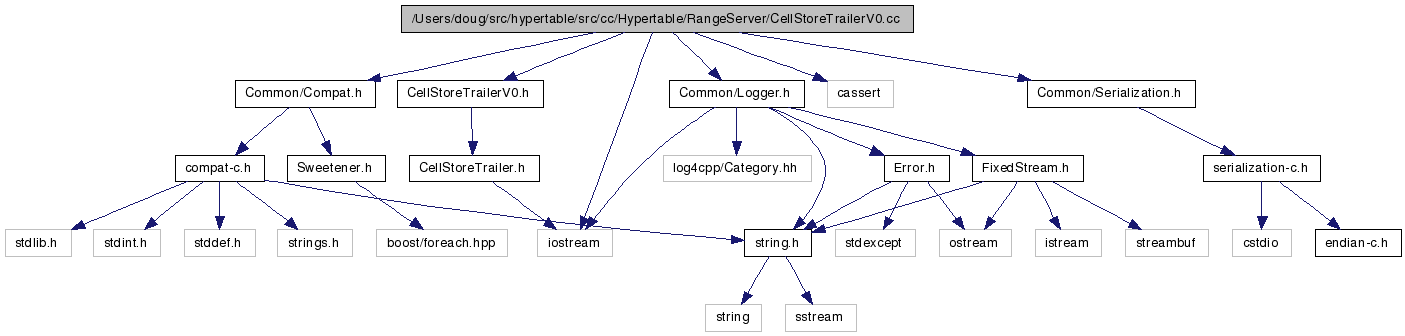 /Users/doug/src/hypertable/src/cc/Hypertable/RangeServer/CellStoreTrailerV0.cc
Common/Compat.h
CellStoreTrailerV0.h
Common/Logger.h
cassert
Common/Serialization.h
compat-c.h
Sweetener.h
CellStoreTrailer.h
log4cpp/Category.hh
Error.h
FixedStream.h
serialization-c.h
stdlib.h
stdint.h
stddef.h
strings.h
boost/foreach.hpp
iostream
string.h
stdexcept
ostream
istream
streambuf
cstdio
endian-c.h
string
sstream